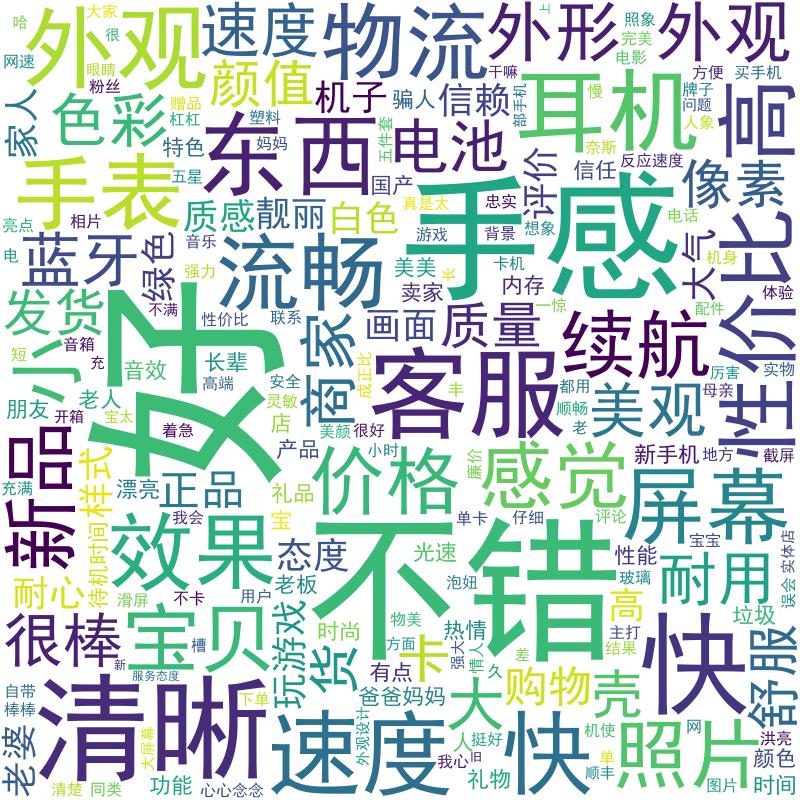 哈
大家
很
外观
速度
物流
外形
外观
照象
上
完美
电影
网速
眼睛
粉丝
颜值
机子
骗人
信赖
干嘛
部手机
耳机
方便
买手机
牌子
问题
人象
高
家人
色彩
赠品
杠杠
塑料
妈妈
特色
五星
东西
电池
五件套
国产
评价
慢
奈斯
信任
反应速度
像素
手表
质感
靓丽
白色
真是太
忠实
手感
亮点
相片
电
蓝牙
绿色
音乐
强力
流畅
游戏
背景
想象
美美
卡机
电话
大气
机身
性价比
发货
不满
性价比
联系
卖家
内存
长
一惊
配件
体验
小
短
音箱
充
音效
长辈
高端
好
商家
画面
质量
续航
安全
灵敏
成正比
客服
丰
都用
顺畅
厉害
母亲
实物
美观
朋友
老人
开箱
宝太
着急
店
美颜
很好
老
新品
样式
漂亮
正品
产品
小时
礼品
价格
廉价
感觉
新手机
地方
截屏
充满
待机时间
我会
宝
效果
不错
单卡
仔细
评论
屏幕
光速
态度
性能
宝宝
实体店
误会
耐心
滑屏
不卡
用户
老板
泡妞
玻璃
耐用
很棒
新
槽
宝贝
服务态度
玩游戏
时尚
货
物美
方面
热情
强大
情人
差
高
主打
结果
垃圾
快
舒服
有点
卡
久
购物
壳
自带
棒棒
老婆
清晰
大屏幕
下单
外观设计
爸爸妈妈
大
人
挺好
我心
旧
机使
单
网
照片
洪亮
颜色
清楚
同类
功能
心心念念
速度
礼物
快
顺丰
图片
时间